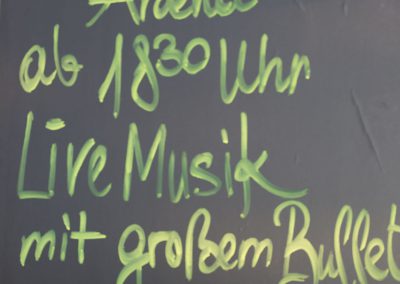 ab 18³⁰ Uhr
Live Musik
mit großem Buffet